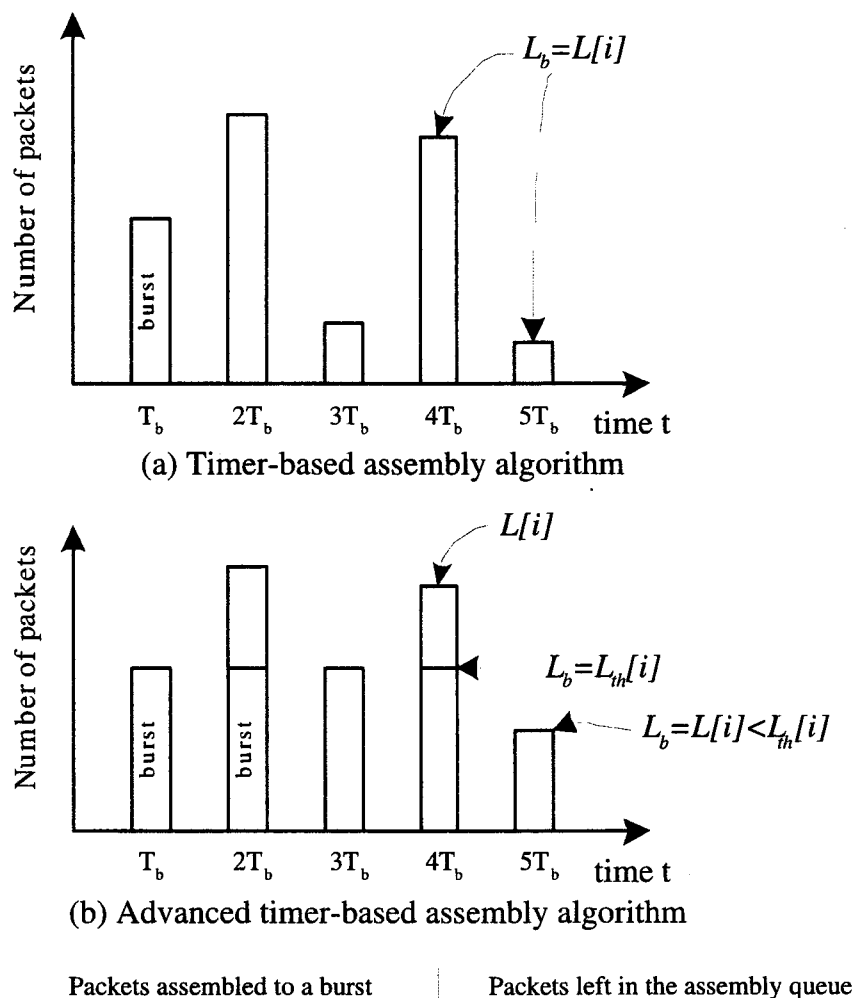 Number of packets
L_b=L[i]
burst
T_b 2T_b 3T_b 4T_b 5T_b time t
(a) Timer-based assembly algorithm
Number of packets
L[i]
L_b=L_th[i]
L_b=L[i]<L_th[i]
burst
burst
T_b 2T_b 3T_b 4T_b 5T_b time t
(b) Advanced timer-based assembly algorithm
Packets assembled to a burst
Packets left in the assembly queue